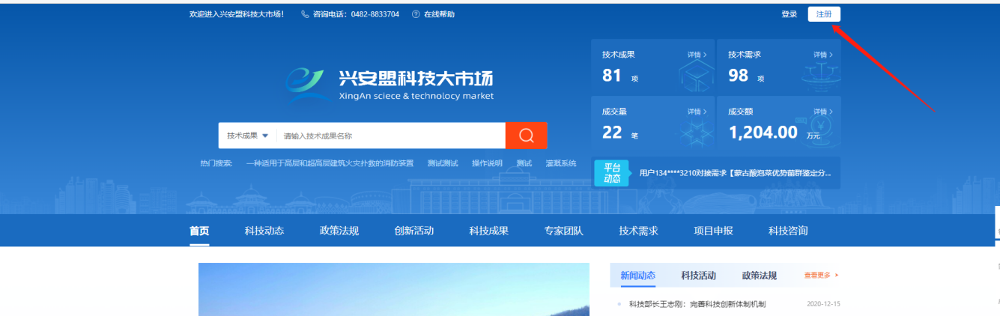 欢迎进入兴安盟科技大市场! 咨询电话：0482-8833704 在线帮助 登录 注册
技术成果 详情 > 技术需求 详情 >
81 项 98 项
兴安盟科技大市场
XingAn sciece & technolocy market
成交量 详情 > 成交额 详情 >
22 笔 1,204.00 万元
技术成果 请输入技术成果名称
热门搜索: 一种适用于高层和超高层建筑火灾扑救的消防装置 测试测试 操作说明 测试 灌溉系统
平台
动态
用户134****3210对接需求【蒙古酸泡菜优势菌群鉴定分...
首页 科技动态 政策法规 创新活动 科技成果 专家团队 技术需求 项目申报 科技咨询
新闻动态 科技活动 政策法规 查看更多 >
科技部长王志刚：完善科技创新体制机制 2020-12-15